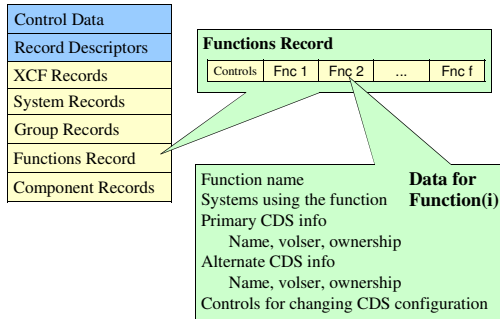 Control Data
Record Descriptors
XCF Records
System Records
Group Records
Functions Record
Component Records
Functions Record
Controls Fnc 1 Fnc 2 ... Fnc f
Function name
Systems using the function
Primary CDS info
Name, volser, ownership
Alternate CDS info
Name, volser, ownership
Controls for changing CDS configuration
Data for
Function(i)